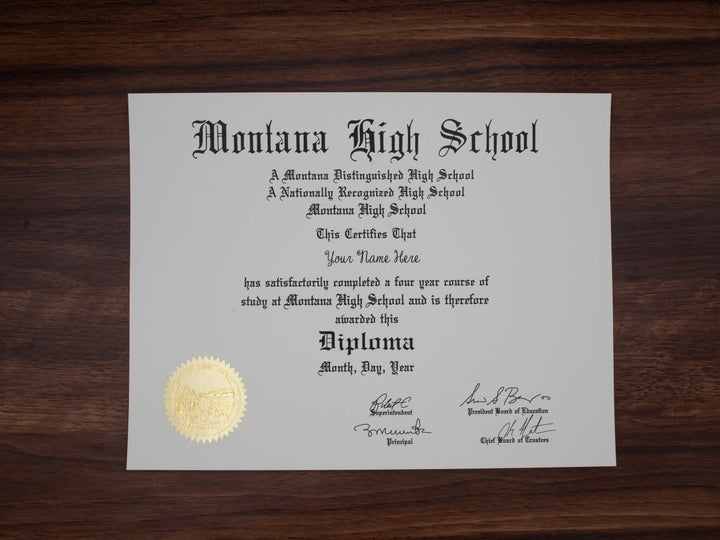 Montana High School
A Montana Distinguished High School
A Nationally Recognized High School
Montana High School
This Certifies That
Your Name Here
has satisfactorily completed a four year course of
study at Montana High School and is therefore
awarded this
Diploma
Month, Day, Year
Superintendent
President Board of Education
Principal
Chief Board of Trustees